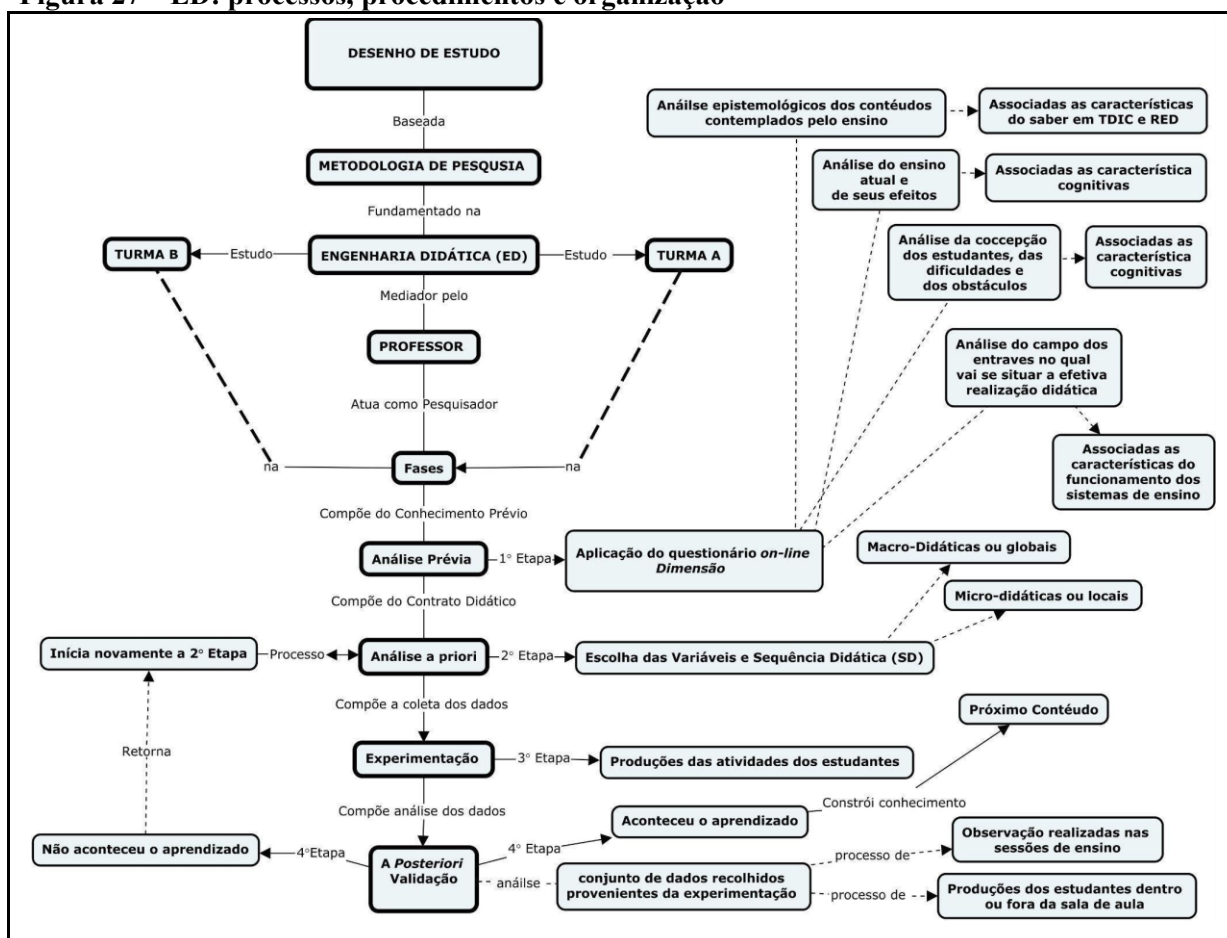 Figura 27 – ED: processos, procedimentos e organização
DESENHO DE ESTUDO
Baseada
METODOLOGIA DE PESQUSIA
Fundamentado na
TURMA B
Estudo
ENGENHARIA DIDÁTICA (ED)
Estudo
TURMA A
Mediador pelo
PROFESSOR
Atua como Pesquisador
na
Fases
na
Compõe do Conhecimento Prévio
Análise Prévia
1° Etapa
Aplicação do questionário on-line
Dimensão
Anáilse epistemológicos dos contéudos
contemplados pelo ensino
Associadas as características
do saber em TDIC e RED
Análise do ensino
atual e
de seus efeitos
Associadas as característica
cognitivas
Análise da coccepção
dos estudantes, das
dificuldades e
dos obstáculos
Associadas as
característica
cognitivas
Análise do campo dos
entraves no qual
vai se situar a efetiva
realização didática
Associadas as
características do
funcionamento dos
sistemas de ensino
Compõe do Contrato Didático
Macro-Didáticas ou globais
Micro-didáticas ou locais
Inícia novamente a 2° Etapa
Processo
Análise a priori
2° Etapa
Escolha das Variáveis e Sequência Didática (SD)
Compõe a coleta dos dados
Próximo Contéudo
Retorna
Experimentação
3° Etapa
Produções das atividades dos estudantes
Compõe análise dos dados
Constrói conhecimento
Não aconteceu o aprendizado
4°Etapa
A Posteriori
Validação
4° Etapa
Aconteceu o aprendizado
anáilse
conjunto de dados recolhidos
provenientes da experimentação
processo de
Observação realizadas nas
sessões de ensino
processo de
Produções dos estudantes dentro
ou fora da sala de aula